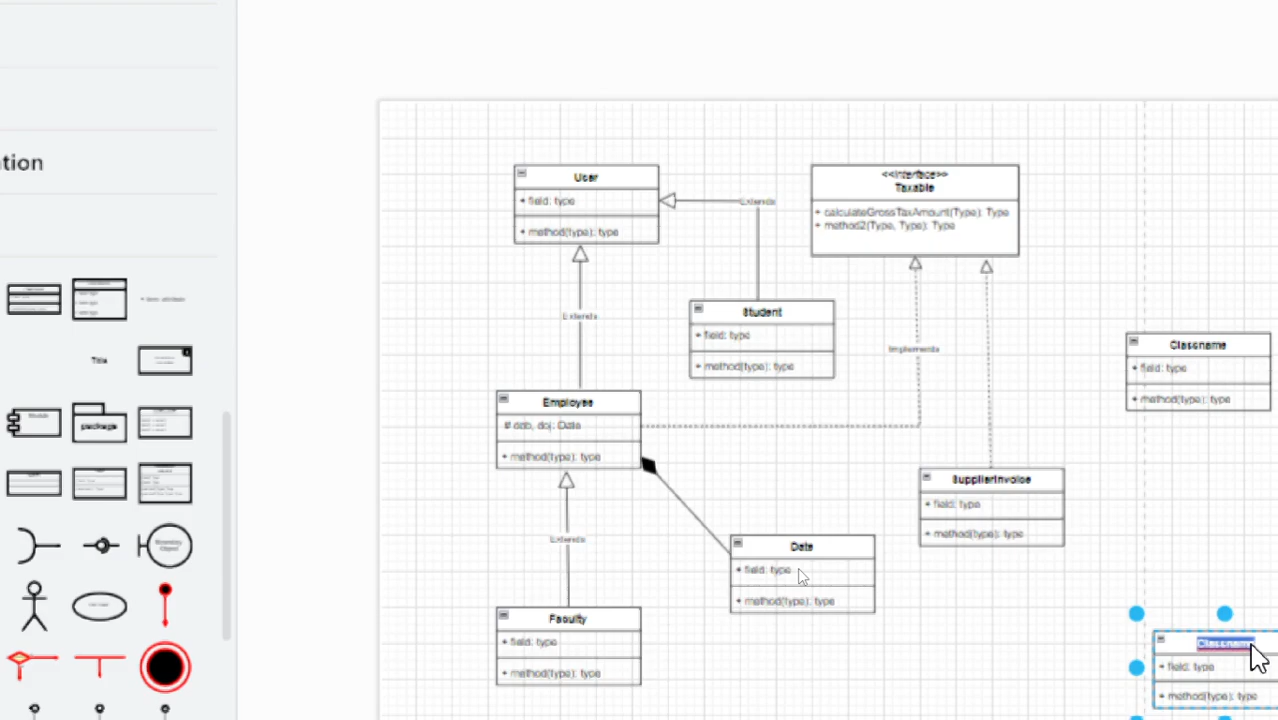 tion
Title
Module
package
User
+ field: type
+ method(type): type
Extends
<<Interface>>
Taxable
+ calculateGrossTaxAmount(Type): Type
+ method2(Type, Type): Type
Extends
Student
+ field: type
+ method(type): type
Implements
Classname
+ field: type
+ method(type): type
Employee
# dob, doj: Date
+ method(type): type
SupplierInvoice
+ field: type
+ method(type): type
Extends
Date
+ field: type
+ method(type): type
Faculty
+ field: type
+ method(type): type
Classname
+ field: type
+ method(type): type